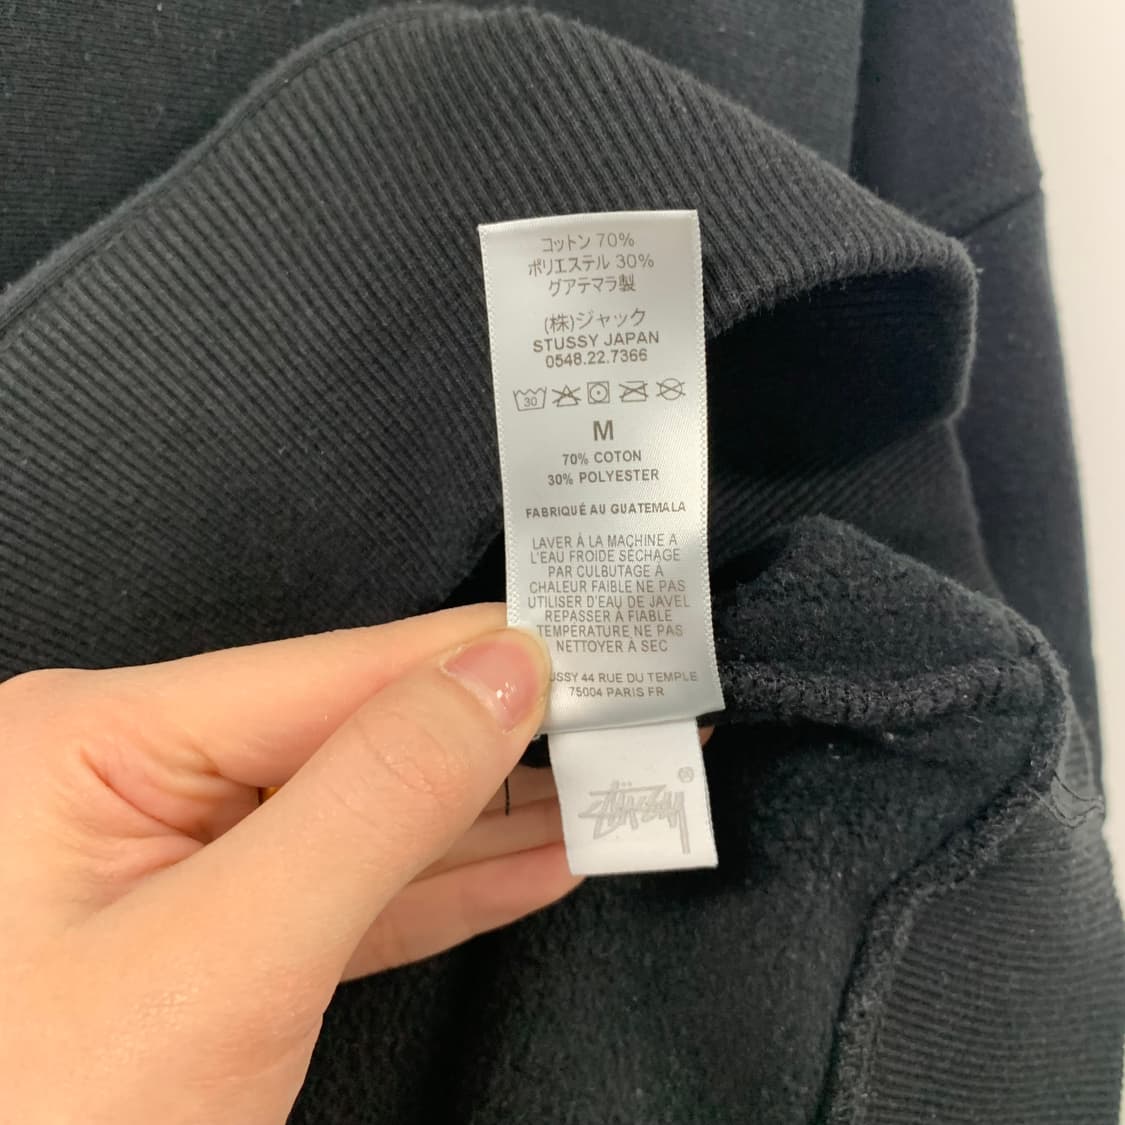 コットン 70%
ポリエステル 30%
グアテマラ製
(株)ジャック
STUSSY JAPAN
0548.22.7366
30
M
70% COTON
30% POLYESTER
FABRIQUÉ AU GUATEMALA
LAVER À LA MACHINE A
L'EAU FROIDE SÉCHAGE
PAR CULBUTAGE À
CHALEUR FAIBLE NE PAS
UTILISER D'EAU DE JAVEL
REPASSER À FIABLE
TEMPÉRATURE NE PAS
NETTOYER À SEC
USSY 44 RUE DU TEMPLE
75004 PARIS FR
STÜSSY ®